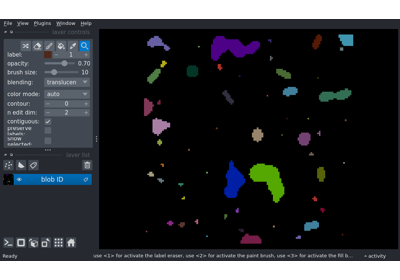 File View Plugins Window Help
layer controls
label: 1
opacity: 0.70
brush size: 10
blending: translucen
color mode: auto
contour: 0
n edit dim: 2
contiguous:
preserve labels:
show selected:
layer list
blob ID
Ready use <1> for activate the label eraser, use <2> for activate the paint brush, use <3> for activate the fill b... activity